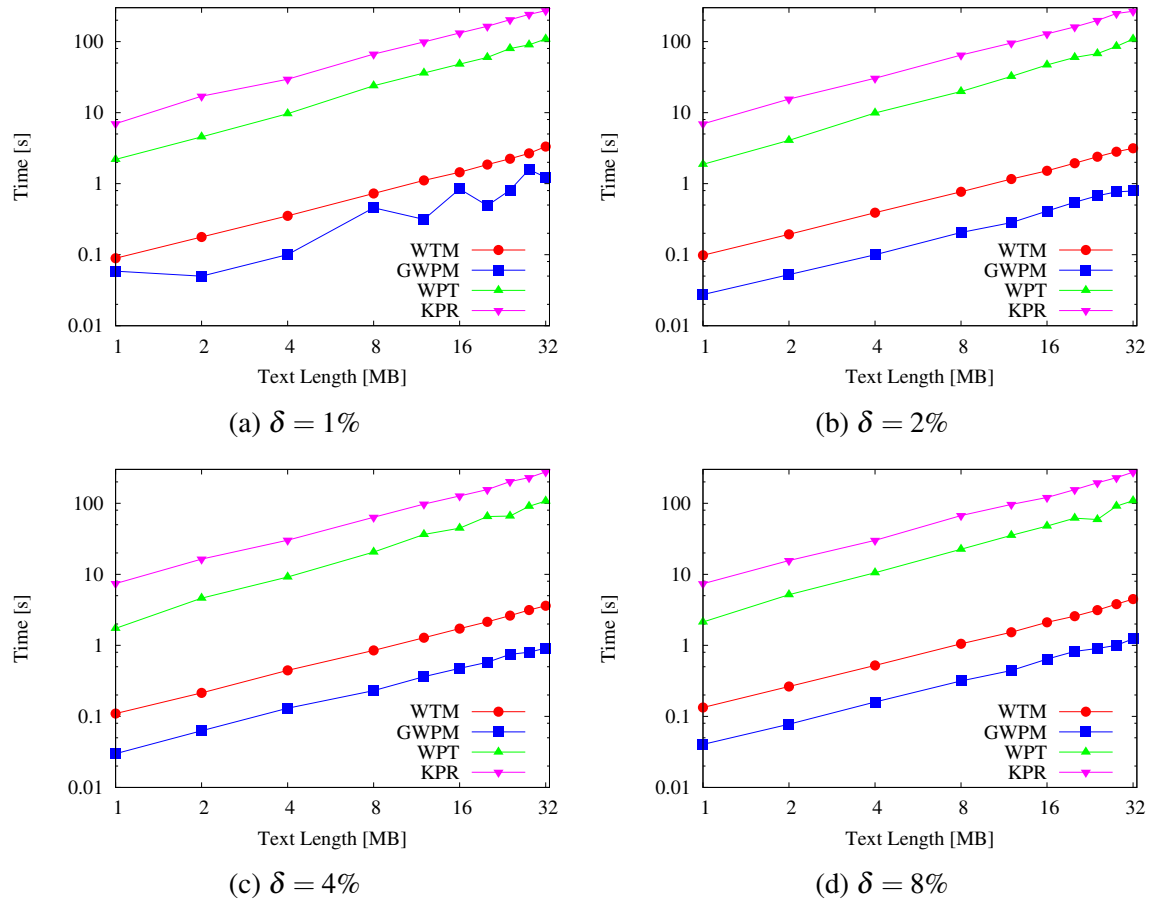 100
10
1
0.1
0.01
Time [s]
WTM
GWPM
WPT
KPR
1 2 4 8 16 32
Text Length [MB]
(a) δ = 1%
100
10
1
0.1
0.01
Time [s]
WTM
GWPM
WPT
KPR
1 2 4 8 16 32
Text Length [MB]
(b) δ = 2%
100
10
1
0.1
0.01
Time [s]
WTM
GWPM
WPT
KPR
1 2 4 8 16 32
Text Length [MB]
(c) δ = 4%
100
10
1
0.1
0.01
Time [s]
WTM
GWPM
WPT
KPR
1 2 4 8 16 32
Text Length [MB]
(d) δ = 8%